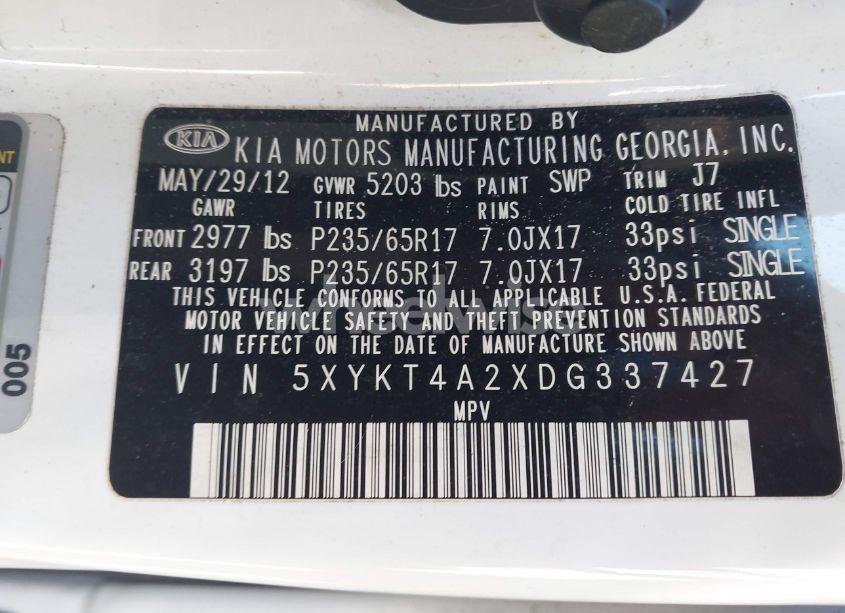 MANUFACTURED BY
KIA KIA MOTORS MANUFACTURING GEORGIA, INC.
MAY/29/12 GVWR 5203 lbs PAINT SWP TRIM J7
GAWR TIRES RIMS COLD TIRE INFL
FRONT 2977 lbs P235/65R17 7.0JX17 33psi SINGLE
REAR 3197 lbs P235/65R17 7.0JX17 33psi SINGLE
THIS VEHICLE CONFORMS TO ALL APPLICABLE U.S.A. FEDERAL
MOTOR VEHICLE SAFETY AND THEFT PREVENTION STANDARDS
IN EFFECT ON THE DATE OF MANUFACTURE SHOWN ABOVE
VIN 5XYKT4A2XDG337427
MPV
005